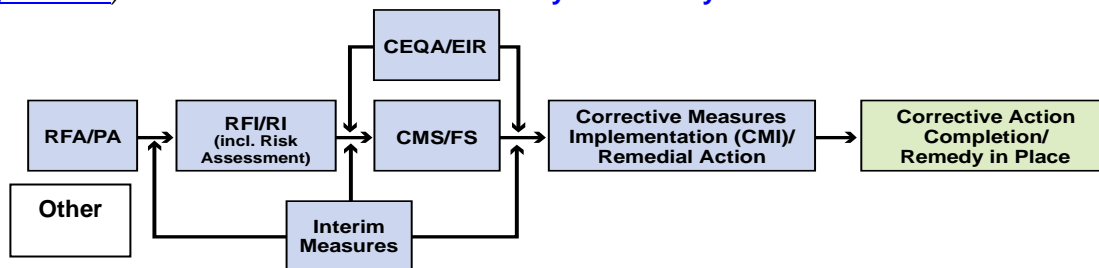 CEQA/EIR
RFA/PA
RFI/RI
(incl. Risk
Assessment)
CMS/FS
Corrective Measures
Implementation (CMI)/
Remedial Action
Corrective Action
Completion/
Remedy in Place
Other
Interim
Measures